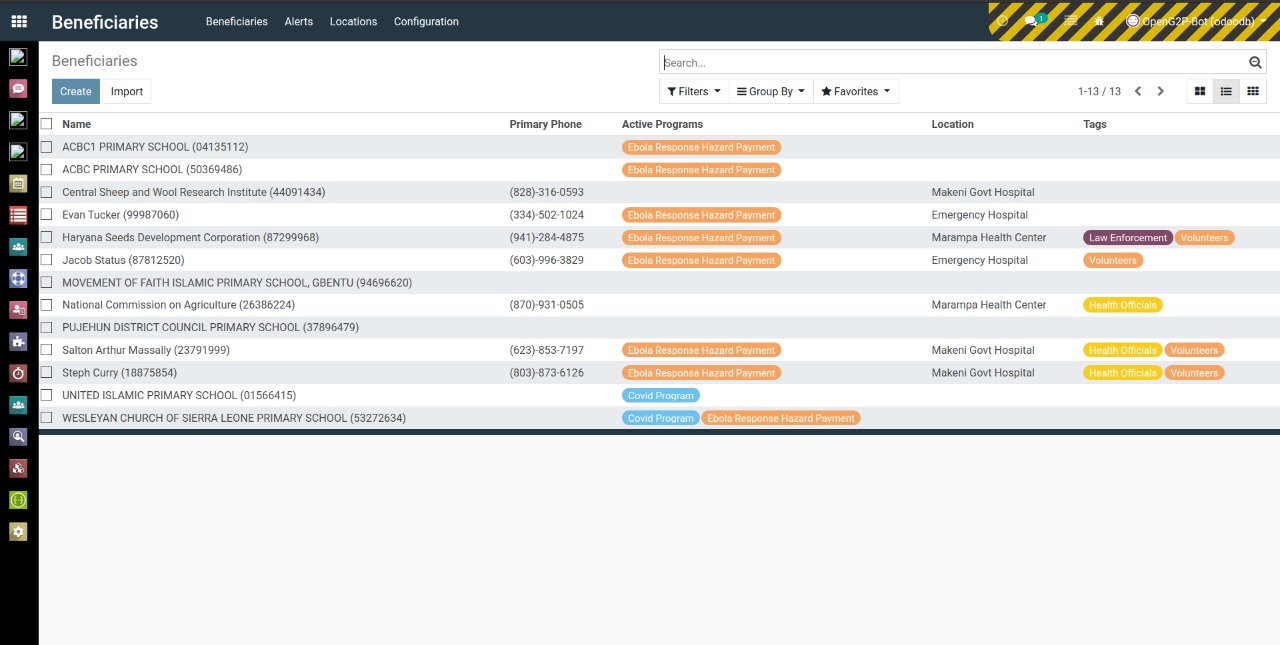 Beneficiaries Beneficiaries Alerts Locations Configuration 1 OpenG2P-Bot (odoodb)
Beneficiaries Search...
Create Import Filters Group By Favorites 1-13 / 13
Name Primary Phone Active Programs Location Tags
ACBC1 PRIMARY SCHOOL (04135112) Ebola Response Hazard Payment
ACBC PRIMARY SCHOOL (50369486) Ebola Response Hazard Payment
Central Sheep and Wool Research Institute (44091434) (828)-316-0593 Makeni Govt Hospital
Evan Tucker (99987060) (334)-502-1024 Ebola Response Hazard Payment Emergency Hospital
Haryana Seeds Development Corporation (87299968) (941)-284-4875 Ebola Response Hazard Payment Marampa Health Center Law Enforcement Volunteers
Jacob Status (87812520) (603)-996-3829 Ebola Response Hazard Payment Emergency Hospital Volunteers
MOVEMENT OF FAITH ISLAMIC PRIMARY SCHOOL, GBENTU (94696620)
National Commission on Agriculture (26386224) (870)-931-0505 Marampa Health Center Health Officials
PUJEHUN DISTRICT COUNCIL PRIMARY SCHOOL (37896479)
Salton Arthur Massally (23791999) (623)-853-7197 Ebola Response Hazard Payment Makeni Govt Hospital Health Officials Volunteers
Steph Curry (18875854) (803)-873-6126 Ebola Response Hazard Payment Makeni Govt Hospital Health Officials Volunteers
UNITED ISLAMIC PRIMARY SCHOOL (01566415) Covid Program
WESLEYAN CHURCH OF SIERRA LEONE PRIMARY SCHOOL (53272634) Covid Program Ebola Response Hazard Payment